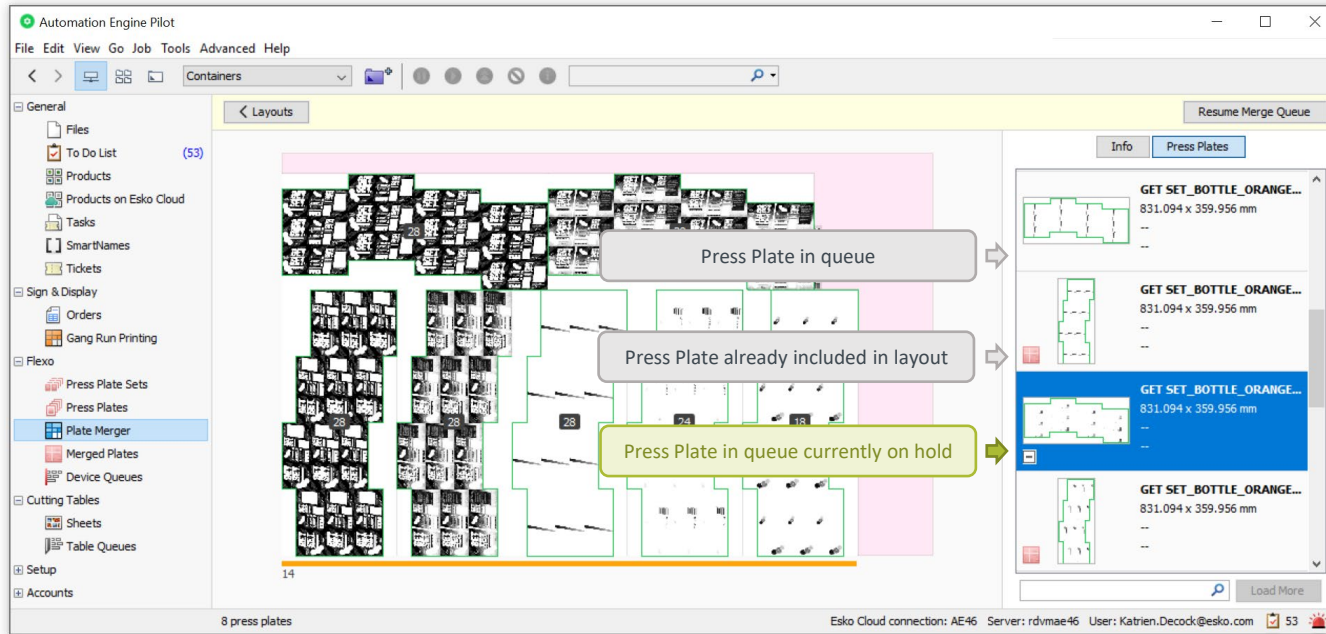 Automation Engine Pilot
File Edit View Go Job Tools Advanced Help
Containers
General
Files
To Do List (53)
Products
Products on Esko Cloud
Tasks
SmartNames
Tickets
Sign & Display
Orders
Gang Run Printing
Flexo
Press Plate Sets
Press Plates
Plate Merger
Merged Plates
Device Queues
Cutting Tables
Sheets
Table Queues
Setup
Accounts
Layouts
Resume Merge Queue
28
28
28
28
24
18
14
Press Plate in queue
Press Plate already included in layout
Press Plate in queue currently on hold
Info Press Plates
GET SET_BOTTLE_ORANGE...
831.094 x 359.956 mm
--
--
GET SET_BOTTLE_ORANGE...
831.094 x 359.956 mm
--
--
GET SET_BOTTLE_ORANGE...
831.094 x 359.956 mm
--
--
GET SET_BOTTLE_ORANGE...
831.094 x 359.956 mm
--
Load More
8 press plates
Esko Cloud connection: AE46 Server: rdvmae46 User: Katrien.Decock@esko.com 53